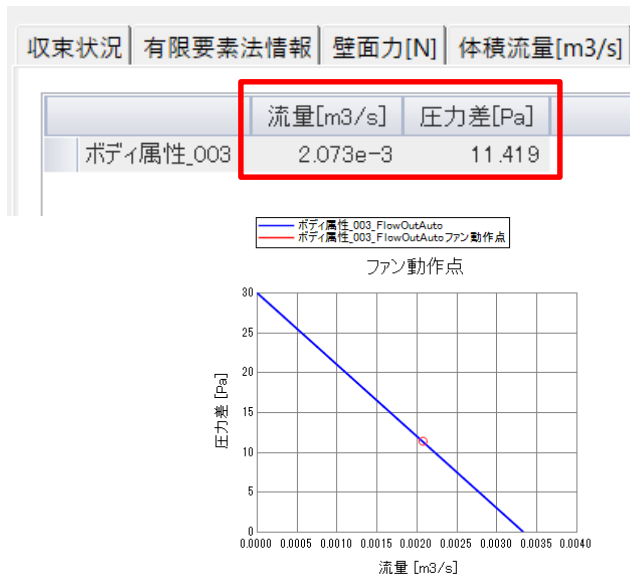 収束状況 有限要素法情報 壁面力[N] 体積流量[m3/s]
流量[m3/s] 圧力差[Pa]
ボディ属性_003 2.073e-3 11.419
ボディ属性_003_FlowOutAuto
ボディ属性_003_FlowOutAutoファン動作点
ファン動作点
30
25
20
15
10
5
0
圧力差 [Pa]
0.0000 0.0005 0.0010 0.0015 0.0020 0.0025 0.0030 0.0035 0.0040
流量 [m3/s]